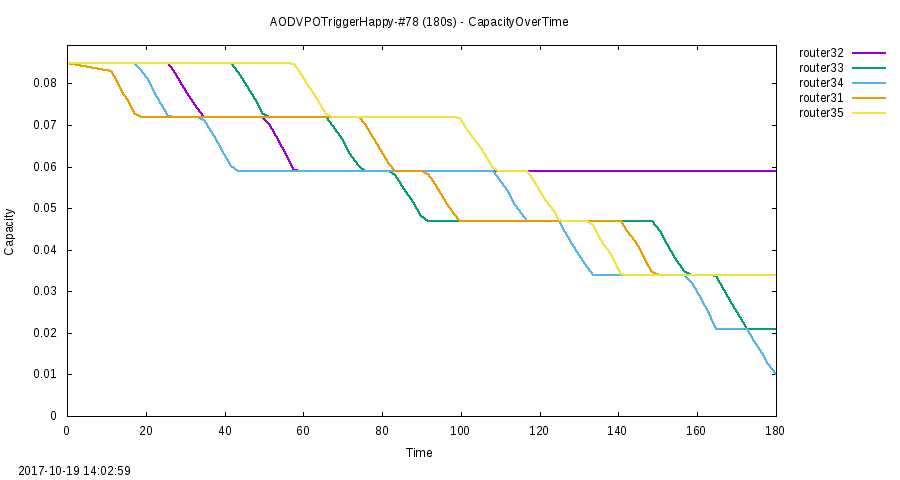 AODVPOTriggerHappy-#78 (180s) - CapacityOverTime
router32
router33
router34
router31
router35
0.08
0.07
0.06
0.05
0.04
0.03
0.02
0.01
0
Capacity
0 20 40 60 80 100 120 140 160 180
Time
2017-10-19 14:02:59